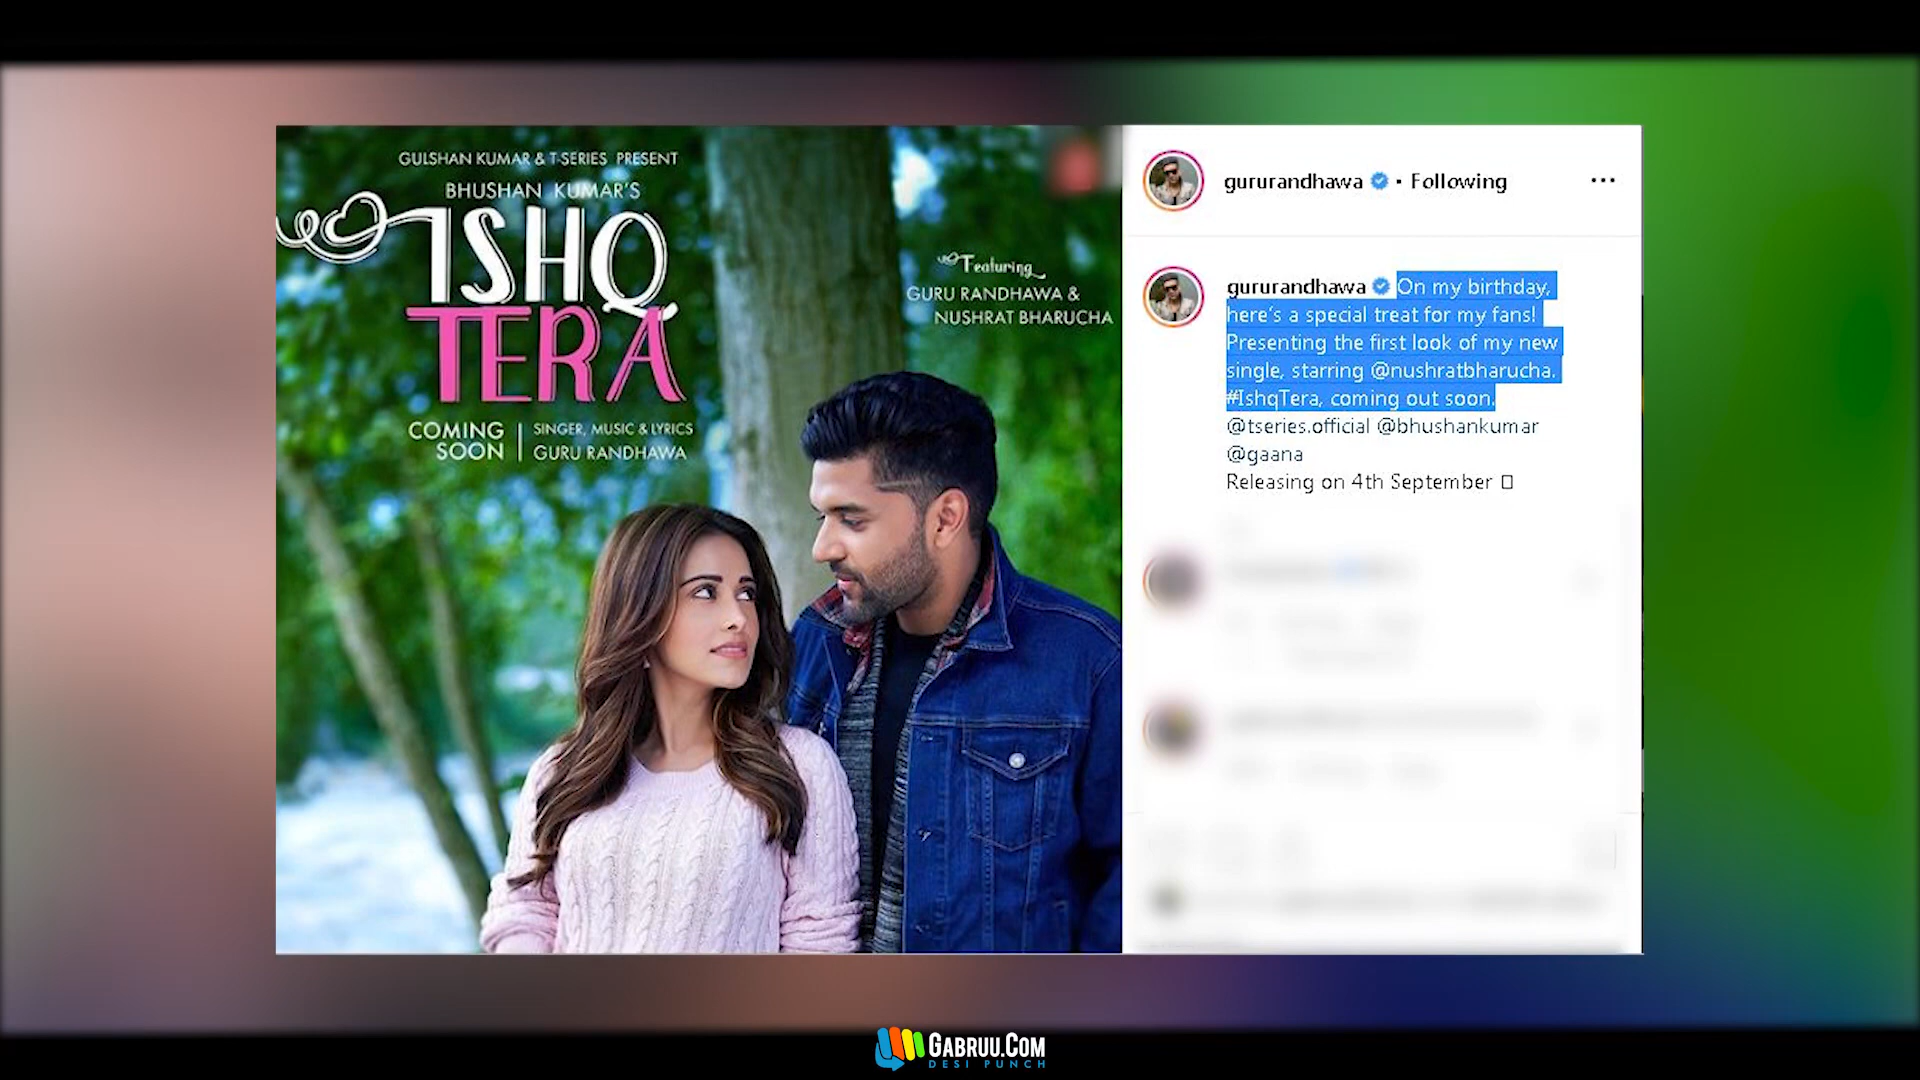 GULSHAN KUMAR & T-SERIES PRESENT
BHUSHAN KUMAR'S
ISHQ
TERA
COMING
SOON
SINGER, MUSIC & LYRICS
GURU RANDHAWA
Featuring
GURU RANDHAWA &
NUSHRAT BHARUCHA
gururandhawa • Following
gururandhawa On my birthday,
here's a special treat for my fans!
Presenting the first look of my new
single, starring @nushratbharucha.
#IshqTera, coming out soon.
@tseries.official @bhushankumar
@gaana
Releasing on 4th September
GABRUU.COM
DESI PUNCH